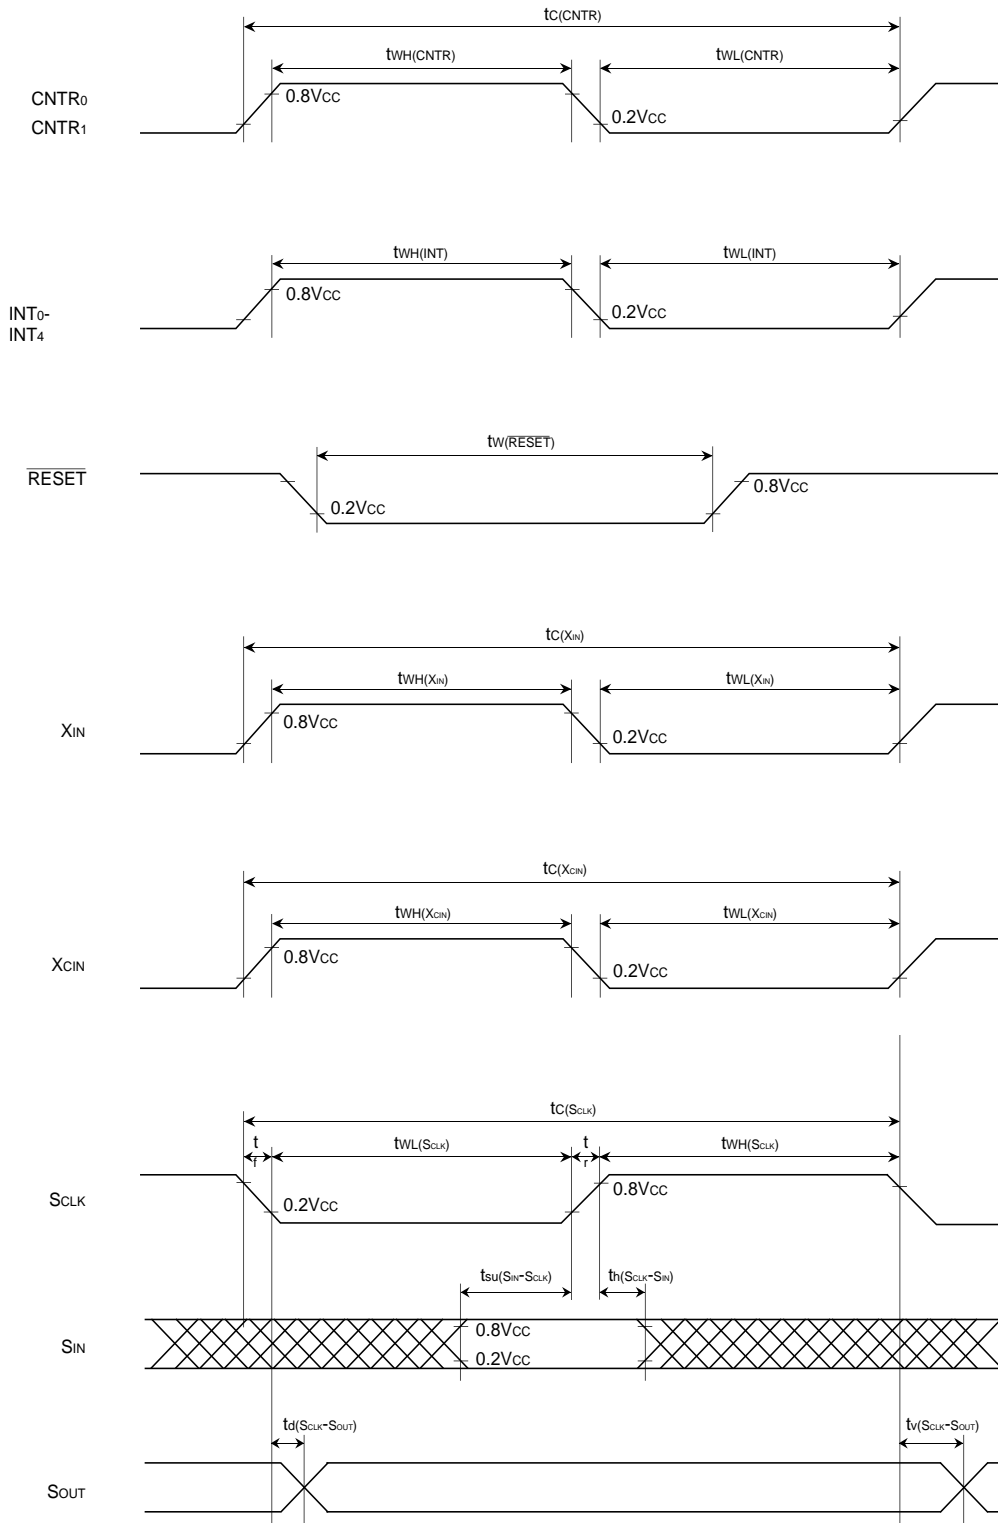 tC(CNTR)
tWH(CNTR) tWL(CNTR)
CNTR0
CNTR1
0.8VCC
0.2VCC
tWH(INT) tWL(INT)
INT0-
INT4
0.8VCC
0.2VCC
tW(RESET)
RESET
0.2VCC
0.8VCC
tC(XIN)
tWH(XIN) tWL(XIN)
XIN
0.8VCC
0.2VCC
tC(XCIN)
tWH(XCIN) tWL(XCIN)
XCIN
0.8VCC
0.2VCC
tC(SCLK)
tf tWL(SCLK) tr tWH(SCLK)
SCLK
0.2VCC
0.8VCC
tsu(SIN-SCLK) th(SCLK-SIN)
SIN
0.8VCC
0.2VCC
td(SCLK-SOUT) tv(SCLK-SOUT)
SOUT